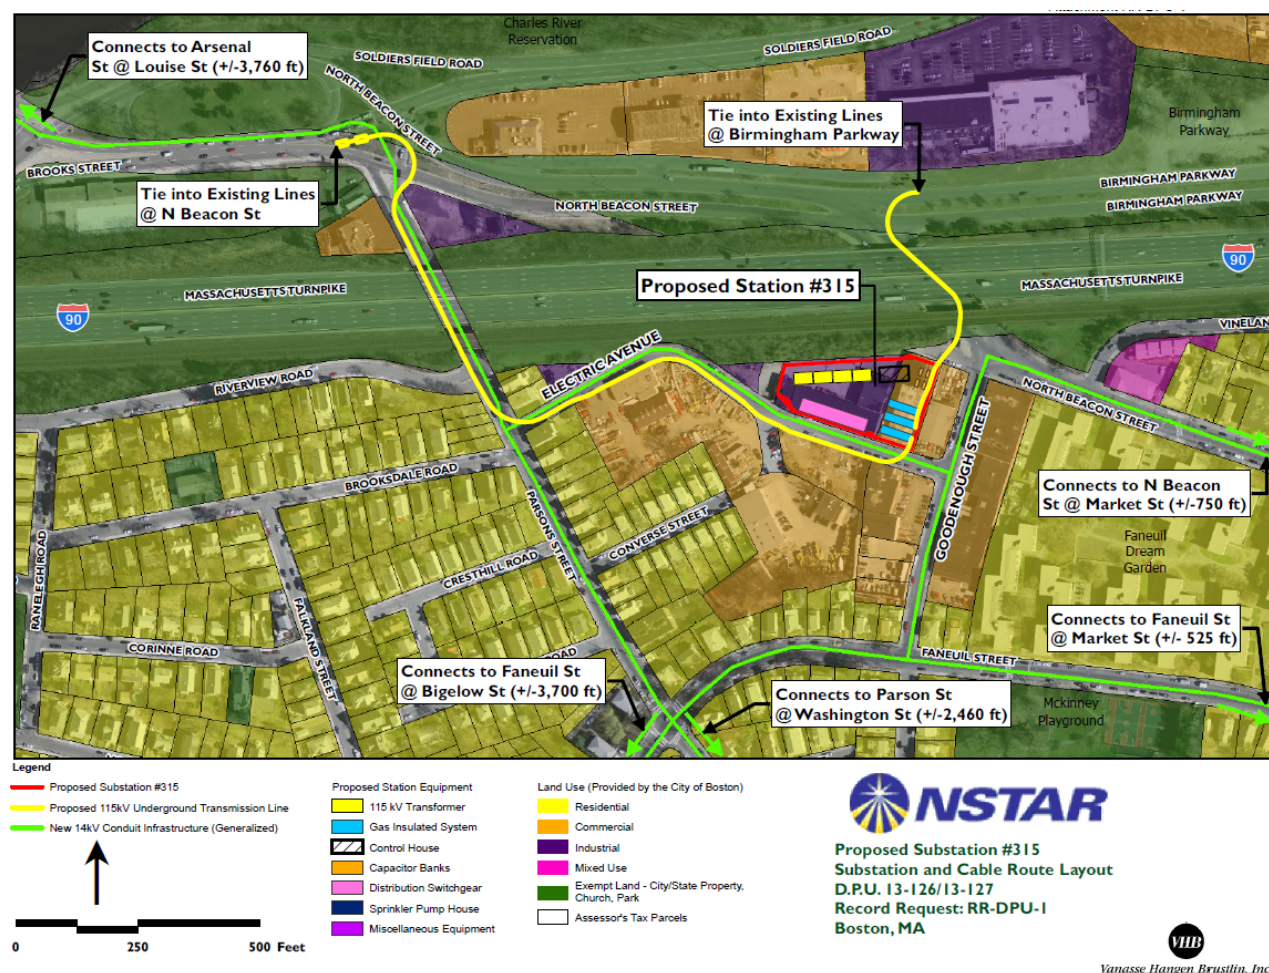 Charles River
Reservation
SOLDIERS FIELD ROAD
SOLDIERS FIELD ROAD
Connects to Arsenal
St @ Louise St (+/-3,760 ft)
NORTH BEACON STREET
Tie into Existing Lines
@ Birmingham Parkway
Birmingham
Parkway
BROOKS STREET
Tie into Existing Lines
@ N Beacon St
NORTH BEACON STREET
BIRMINGHAM PARKWAY
BIRMINGHAM PARKWAY
90
MASSACHUSETTS TURNPIKE
Proposed Station #315
MASSACHUSETTS TURNPIKE
90
VINELAN
RIVERVIEW ROAD
ELECTRIC AVENUE
NORTH BEACON STREET
GOODENOUGH STREET
BROOKSDALE ROAD
PARSONS STREET
CONVERSE STREET
CRESTHILL ROAD
Connects to N Beacon
St @ Market St (+/-750 ft)
Faneuil
Dream
Garden
RANELEGH ROAD
FALKLAND STREET
CORINNE ROAD
ROAD
Connects to Faneuil St
@ Market St (+/- 525 ft)
FANEUIL STREET
Connects to Faneuil St
@ Bigelow St (+/-3,700 ft)
Connects to Parson St
@ Washington St (+/-2,460 ft)
Mckinney
Playground
Legend
Proposed Substation #315
Proposed 115kV Underground Transmission Line
New 14kV Conduit Infrastructure (Generalized)
0 250 500 Feet
Proposed Station Equipment
115 kV Transformer
Gas Insulated System
Control House
Capacitor Banks
Distribution Switchgear
Sprinkler Pump House
Miscellaneous Equipment
Land Use (Provided by the City of Boston)
Residential
Commercial
Industrial
Mixed Use
Exempt Land - City/State Property,
Church, Park
Assessor's Tax Parcels
NSTAR
Proposed Substation #315
Substation and Cable Route Layout
D.P.U. 13-126/13-127
Record Request: RR-DPU-1
Boston, MA
VHB
Vanasse Hangen Brustlin, Inc